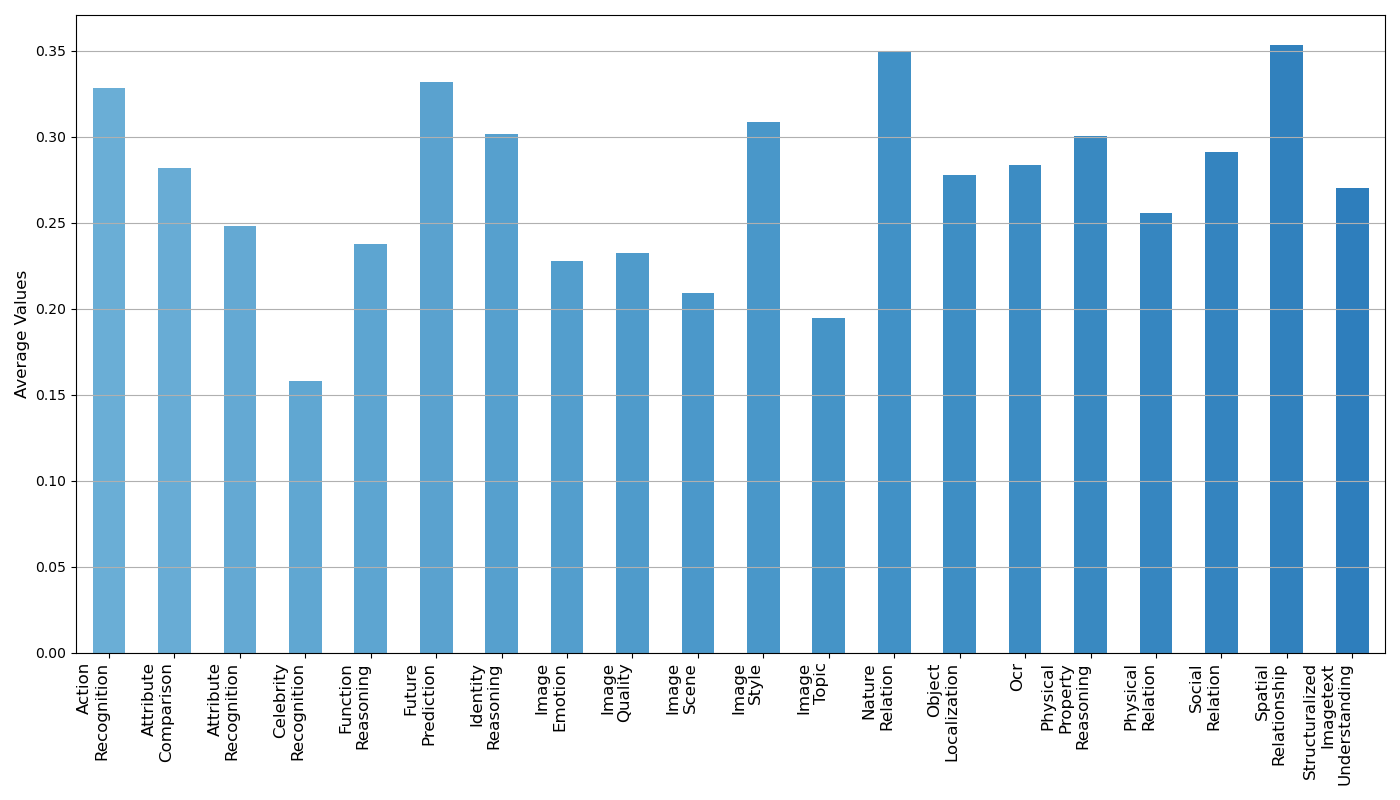 Average Values
0.35
0.30
0.25
0.20
0.15
0.10
0.05
0.00
Action
Recognition
Attribute
Comparison
Attribute
Recognition
Celebrity
Recognition
Function
Reasoning
Future
Prediction
Identity
Reasoning
Image
Emotion
Image
Quality
Image
Scene
Image
Style
Image
Topic
Nature
Relation
Object
Localization
Ocr
Physical
Property
Reasoning
Physical
Relation
Social
Relation
Spatial
Relationship
Structuralized
Imagetext
Understanding